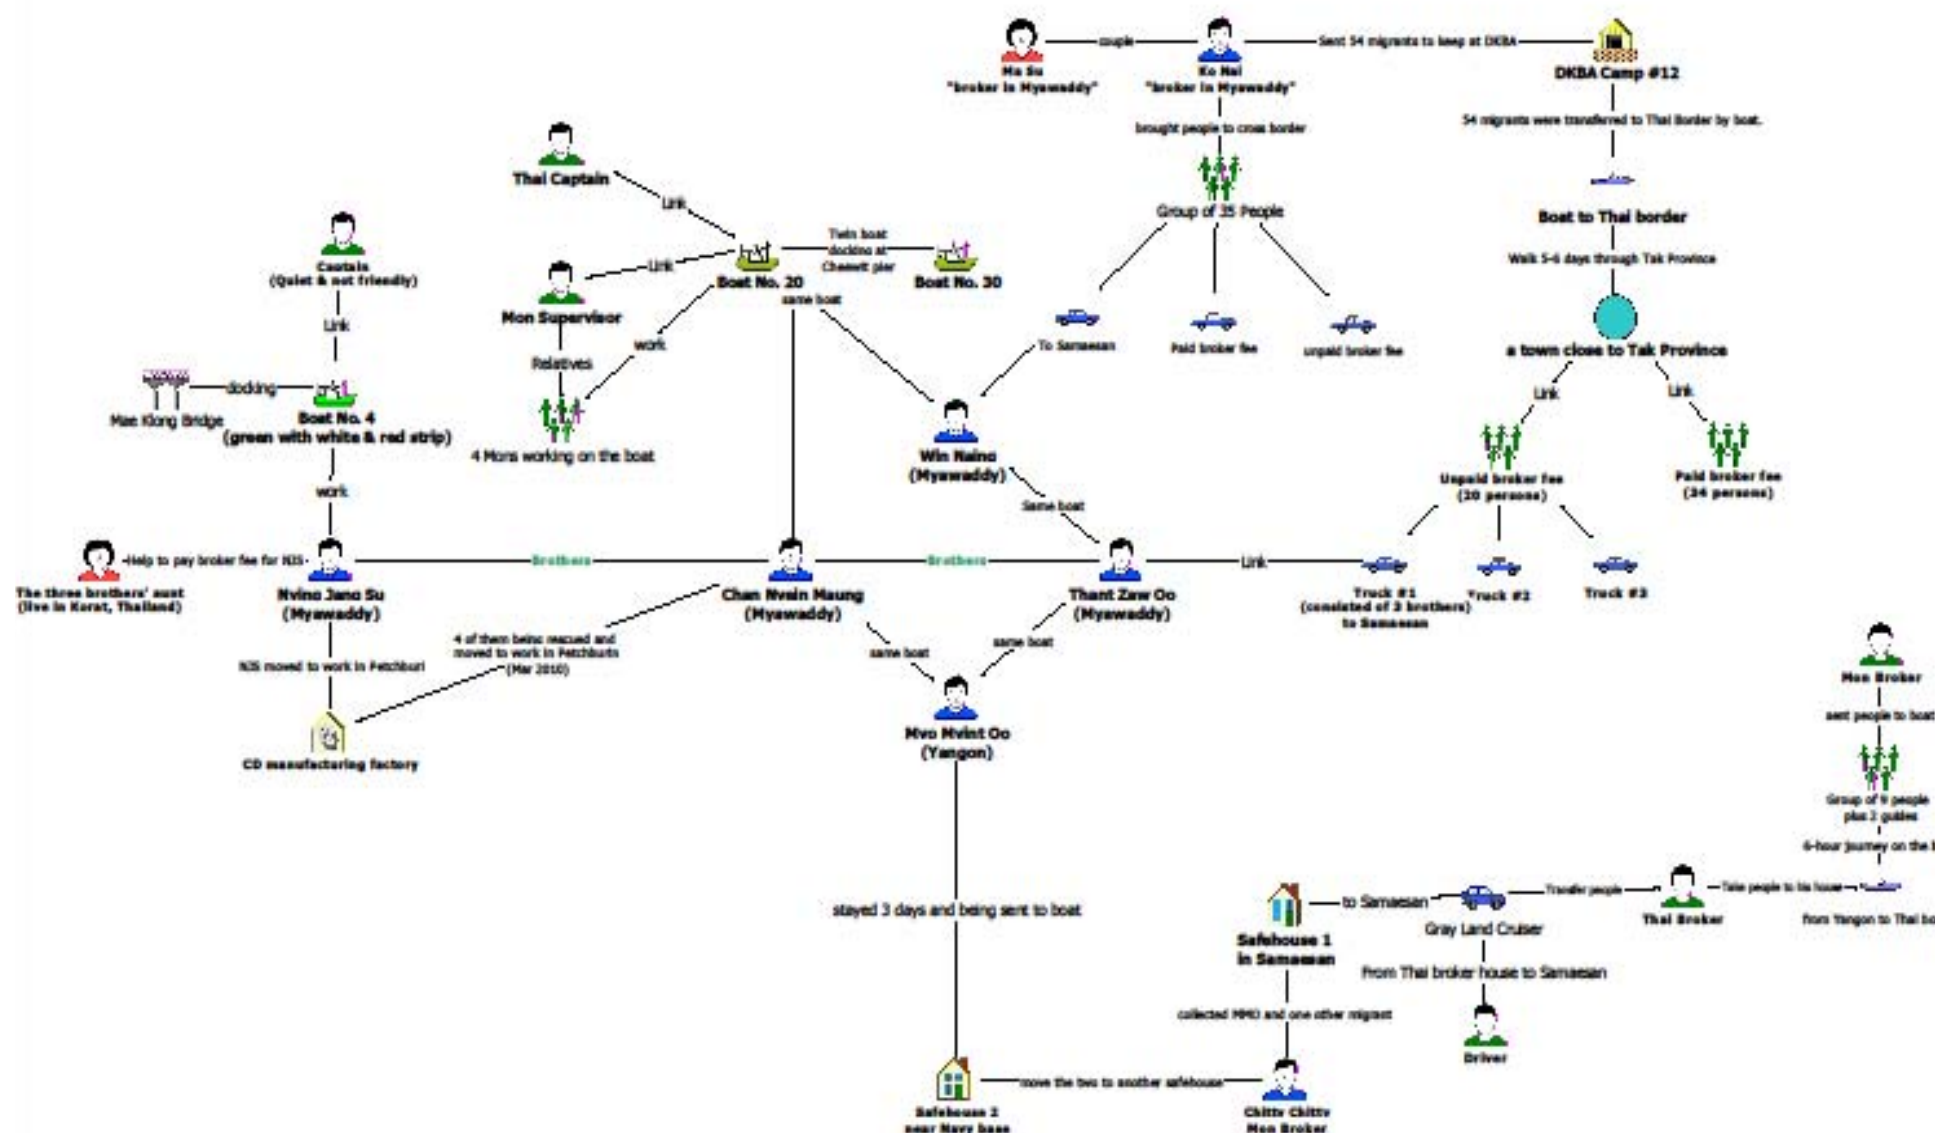 couple
Sent 54 migrants to keep at DKBA
Ma Su
"broker in Myawaddy"
Ko Nai
"broker in Myawaddy"
DKBA Camp #12
brought people to cross border
54 migrants were transferred to Thai Border by boat.
Thai Captain
Link
Group of 35 People
Boat to Thai border
Captain
(Quiet & not friendly)
Link
Twin boat
docking at
pier
Boat No. 20
Boat No. 30
same boat
Walk 5-6 days through Tak Province
Mon Supervisor
Link
work
Relatives
To Samaesan
Paid broker fee
unpaid broker fee
a town close to Tak Province
docking
Link
Link
Mae Klong Bridge
Boat No. 4
(green with white & red strip)
4 Mons working on the boat
Win Naing
(Myawaddy)
Unpaid broker fee
(20 persons)
Paid broker fee
(34 persons)
work
Same boat
Help to pay broker fee for NJS
Brothers
Brothers
Link
The three brothers' aunt
(live in Korat, Thailand)
(Myawaddy)
Maung
(Myawaddy)
Thant Zaw Oo
(Myawaddy)
Truck #1
(consisted of 3 brothers)
to Samaesan
Truck #2
Truck #3
NJS moved to work in Petchburi
4 of them being rescued and
moved to work in
(Mar 2010)
same boat
same boat
CD manufacturing factory
Myo Myint Oo
(Yangon)
Mon Broker
sent people to boat
Group of 9 people
plus 2 guides
6-hour journey on the
stayed 3 days and being sent to boat
to Samaesan
Transfer people
Take people to his house
Safehouse 1
in Samaesan
Gray Land Cruiser
Thai Broker
from Yangon to Thai
From Thai broker house to Samaesan
collected MMO and one other migrant
Driver
move the two to another safehouse
Safehouse 2
near Navy base
Chitty Chitty
Mon Broker